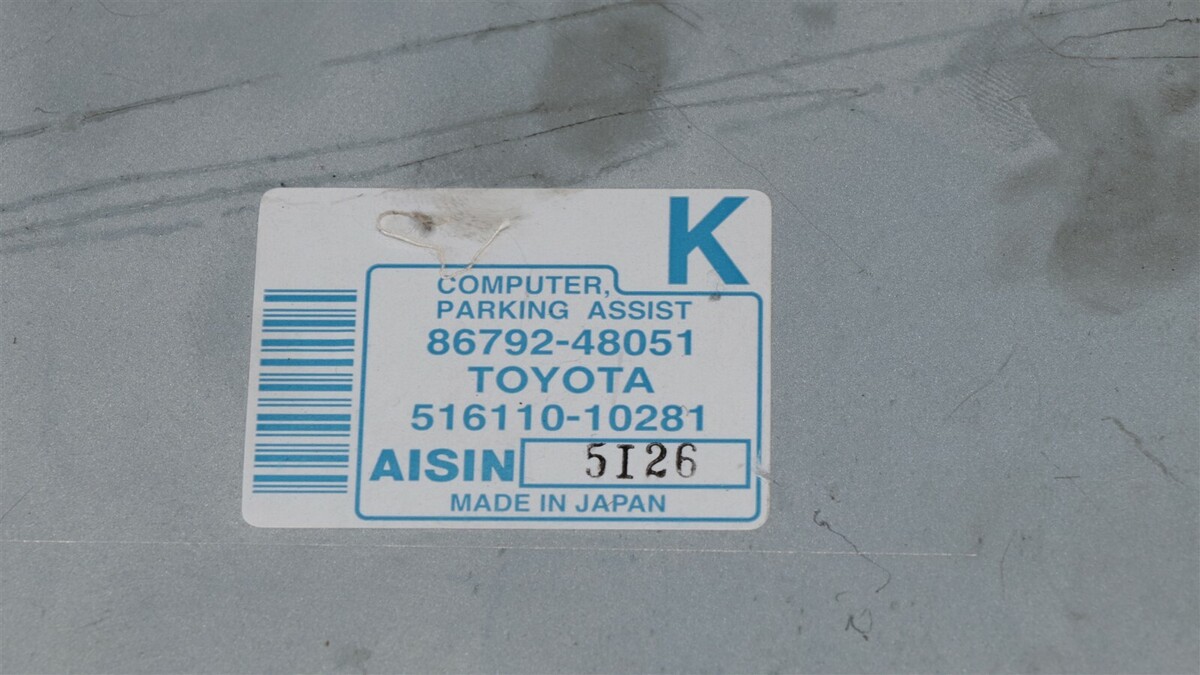 K
COMPUTER,
PARKING ASSIST
86792-48051
TOYOTA
516110-10281
AISIN 5I26
MADE IN JAPAN